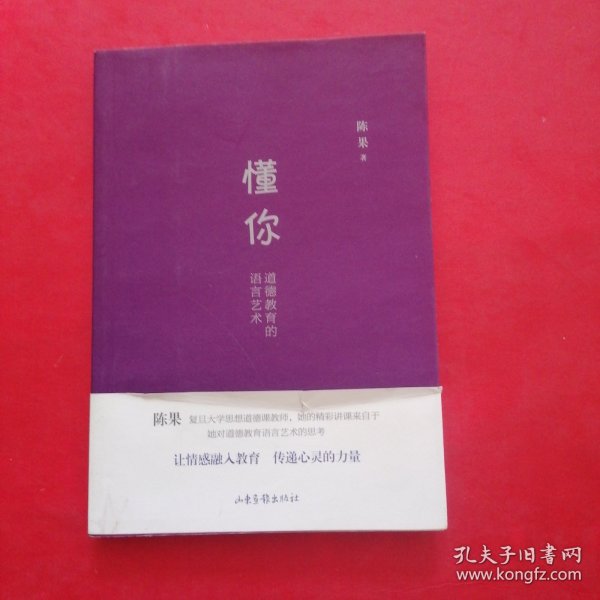 陈果 著
懂你
道德教育的
语言艺术
陈果 复旦大学思想道德课教师，她的精彩讲课来自于
她对道德教育语言艺术的思考
让情感融入教育 传递心灵的力量
山东画报出版社
孔夫子旧书网
www.kongfz.com